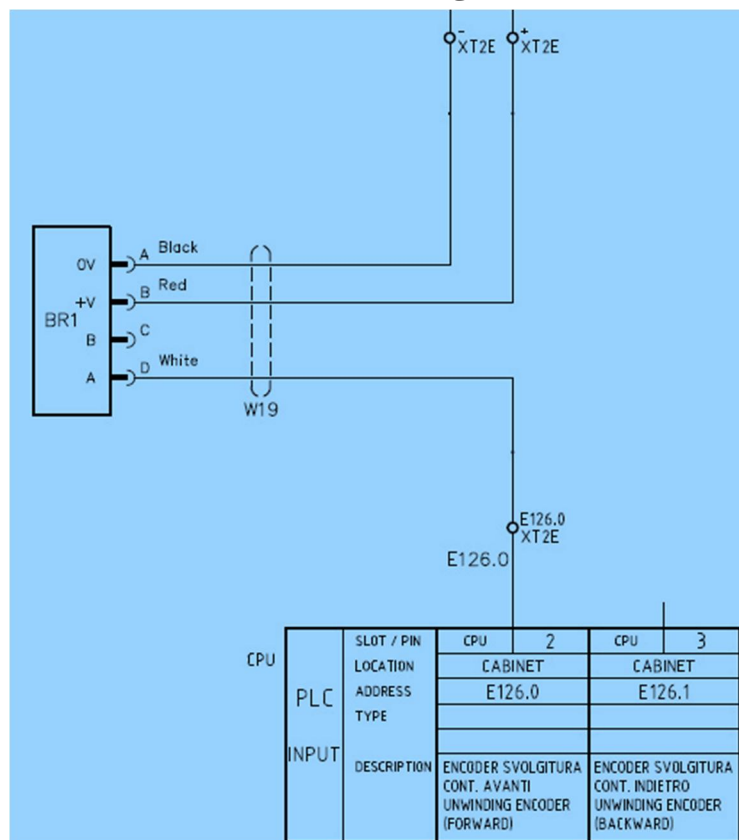 - +
XT2E XT2E
0V A Black
+V B Red
BR1
B C
A D White
W19
E126.0
XT2E
E126.0
CPU
PLC INPUT
SLOT / PIN CPU 2 CPU 3
LOCATION CABINET CABINET
ADDRESS E126.0 E126.1
TYPE
DESCRIPTION ENCODER SVOLGITURA ENCODER SVOLGITURA
CONT. AVANTI CONT. INDIETRO
UNWINDING ENCODER UNWINDING ENCODER
(FORWARD) (BACKWARD)